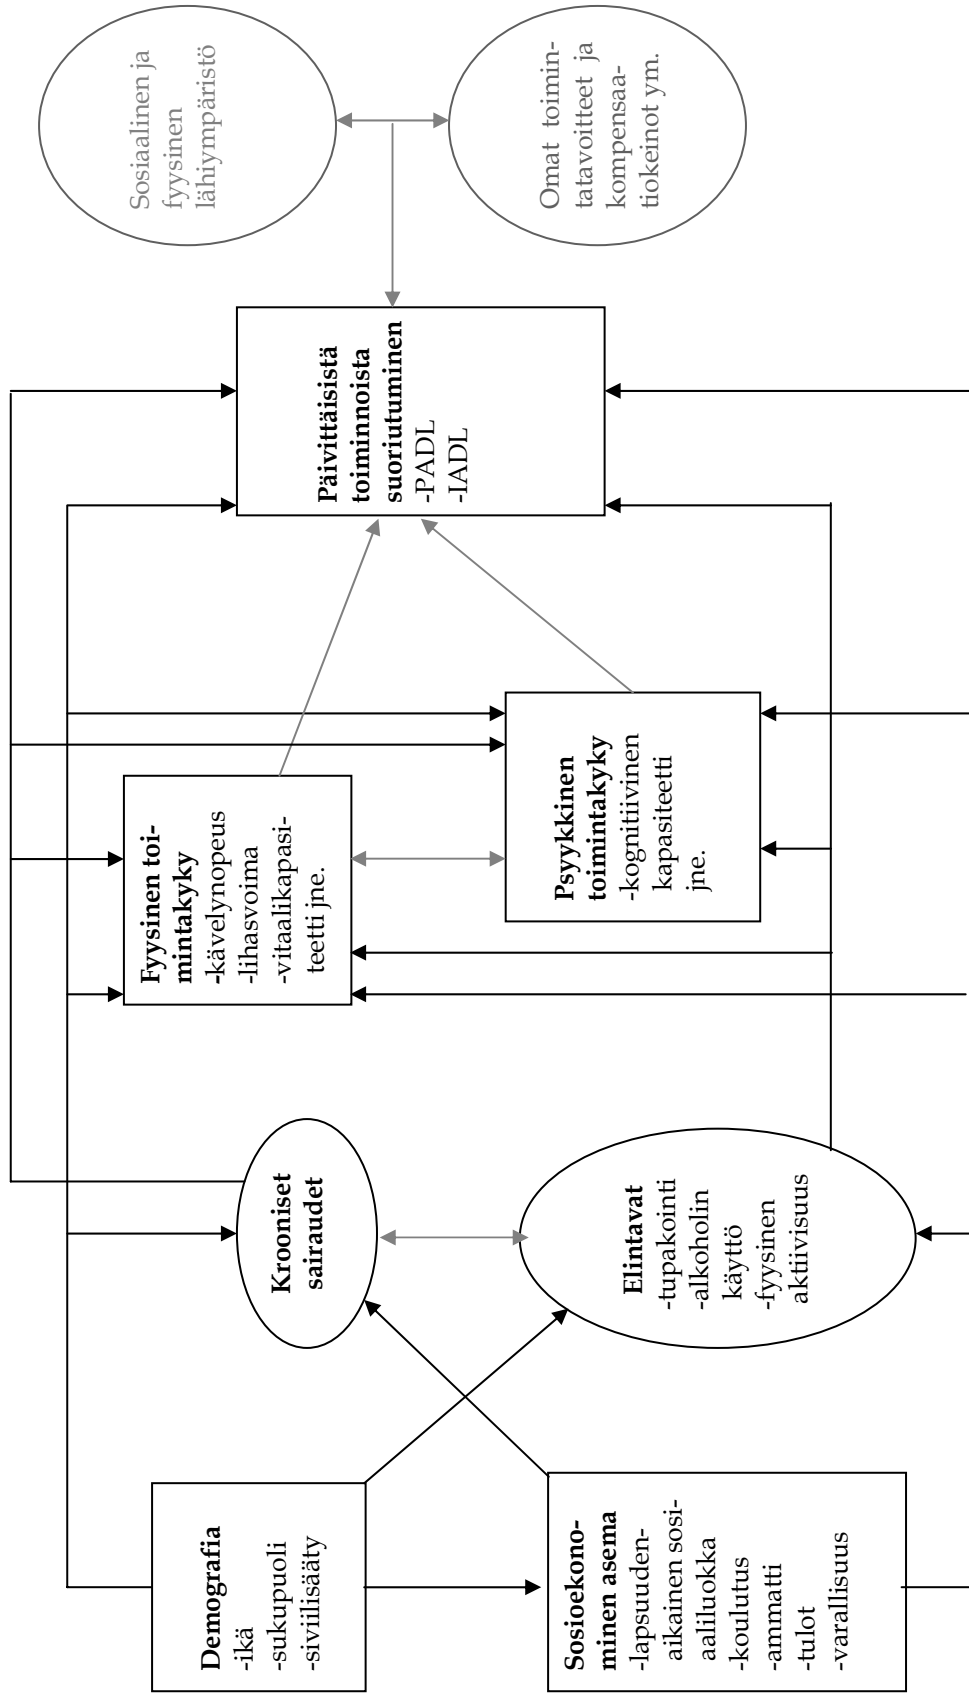 Demografia
-ikä
-sukupuoli
-siviilisääty
Sosioekono-
minen asema
-lapsuuden-
aikainen sosi-
aaliluokka
-koulutus
-ammatti
-tulot
-varallisuus
Krooniset
sairaudet
Elintavat
-tupakointi
-alkoholin
käyttö
-fyysinen
aktiivisuus
Fyysinen toi-
mintakyky
-kävelynopeus
-lihasvoima
-vitaalikapasi-
teetti jne.
Psyykkinen
toimintakyky
-kognitiivinen
kapasiteetti
jne.
Päivittäisistä
toiminnoista
suoriutuminen
-PADL
-IADL
Sosiaalinen ja
fyysinen
lähiympäristö
Omat toimin-
tatavoitteet ja
kompensaa-
tiokeinot ym.